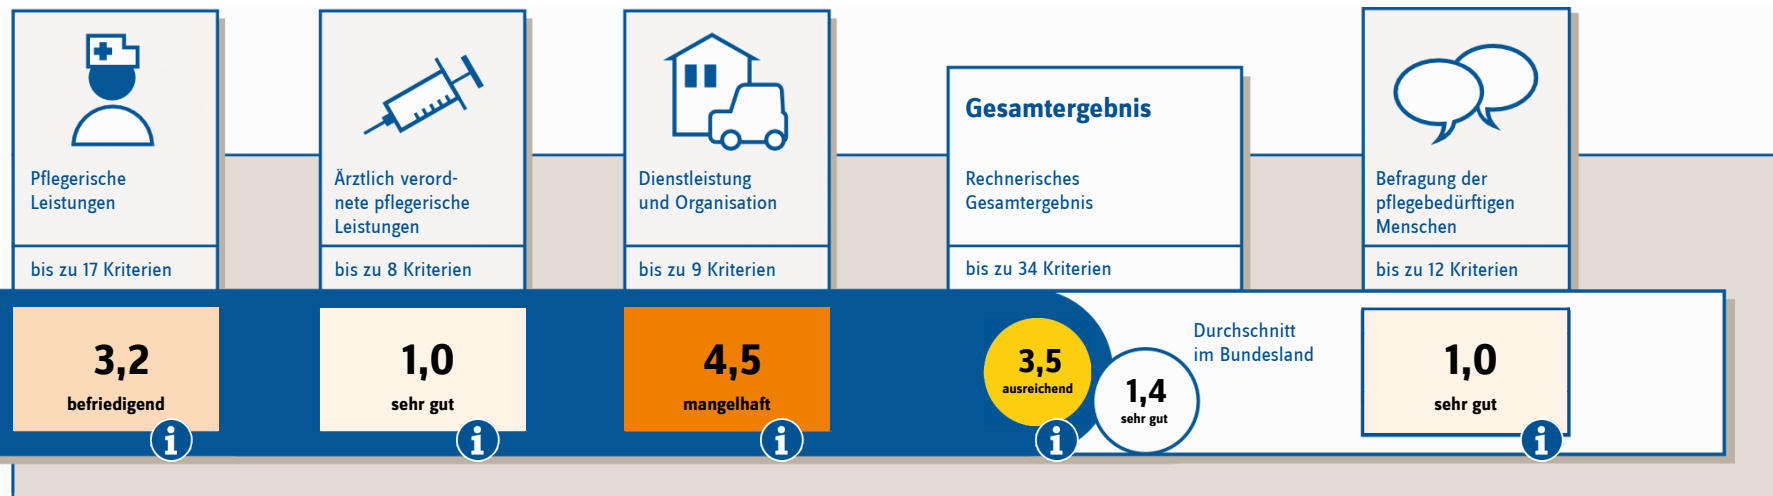 Pflegerische
Leistungen
bis zu 17 Kriterien
3,2
befriedigend
i
Ärztlich verord-
nete pflegerische
Leistungen
bis zu 8 Kriterien
1,0
sehr gut
i
Dienstleistung
und Organisation
bis zu 9 Kriterien
4,5
mangelhaft
i
Gesamtergebnis
Rechnerisches
Gesamtergebnis
bis zu 34 Kriterien
3,5
ausreichend
i
Durchschnitt
im Bundesland
1,4
sehr gut
Befragung der
pflegebedürftigen
Menschen
bis zu 12 Kriterien
1,0
sehr gut
i